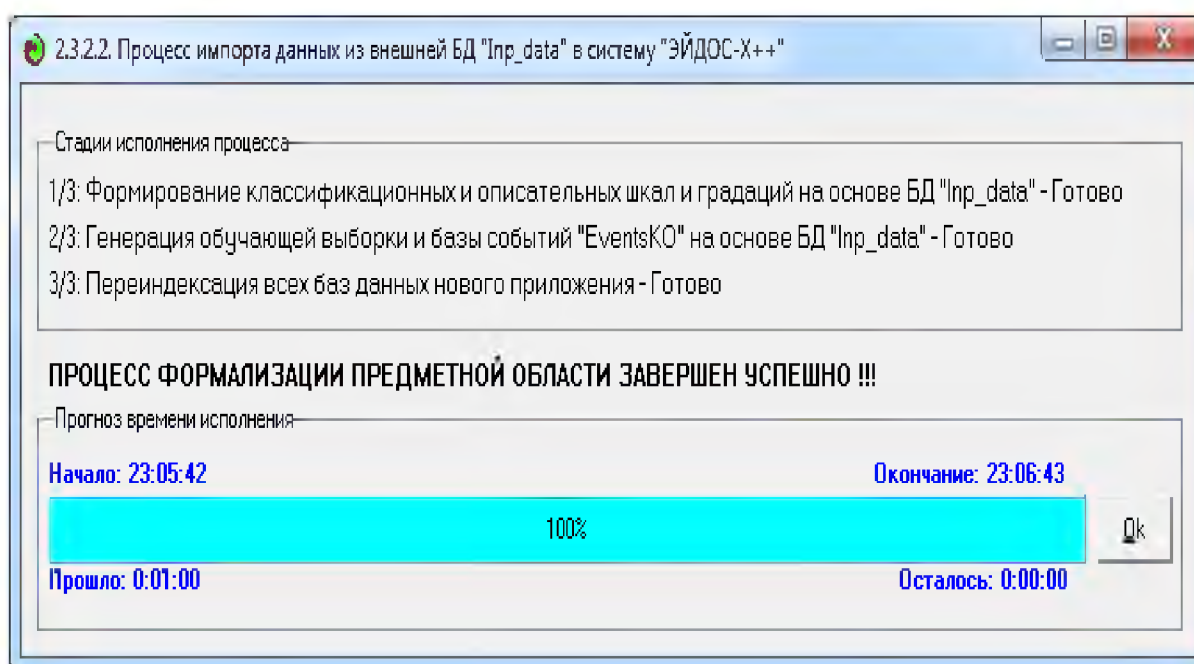 2.3.2.2. Процесс импорта данных из внешней БД "Inp_data" в систему "ЭЙДОС-X++"
Стадии исполнения процесса
1/3: Формирование классификационных и описательных шкал и градаций на основе БД "Inp_data" - Готово
2/3: Генерация обучающей выборки и базы событий "EventsKO" на основе БД "Inp_data" - Готово
3/3: Переиндексация всех баз данных нового приложения - Готово
ПРОЦЕСС ФОРМАЛИЗАЦИИ ПРЕДМЕТНОЙ ОБЛАСТИ ЗАВЕРШЕН УСПЕШНО !!!
Прогноз времени исполнения
Начало: 23:05:42 Окончание: 23:06:43
100% Ok
Прошло: 0:01:00 Осталось: 0:00:00